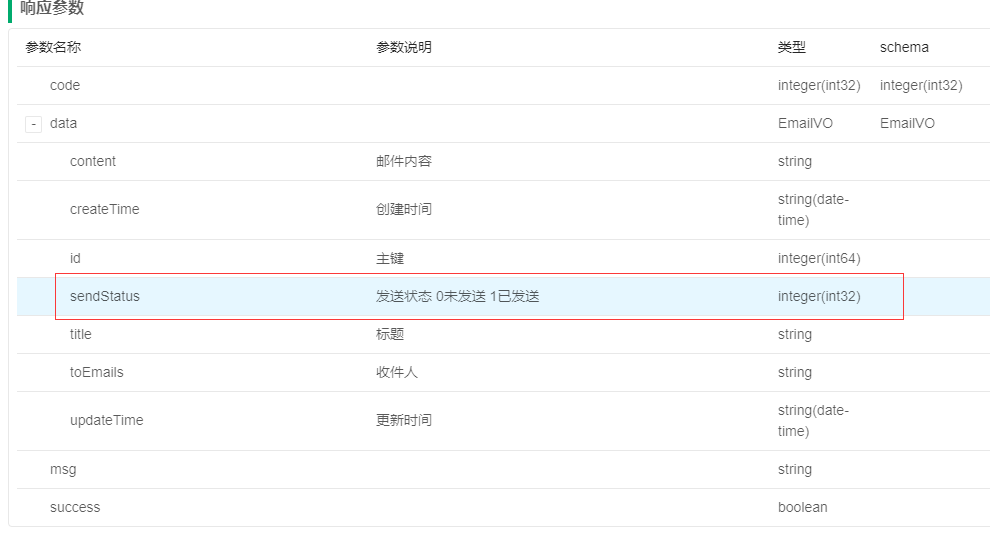 响应参数
参数名称 参数说明 类型 schema
code integer(int32) integer(int32)
- data EmailVO EmailVO
content 邮件内容 string
createTime 创建时间 string(date-
time)
id 主键 integer(int64)
sendStatus 发送状态 0未发送 1已发送 integer(int32)
title 标题 string
toEmails 收件人 string
updateTime 更新时间 string(date-
time)
msg string
success boolean